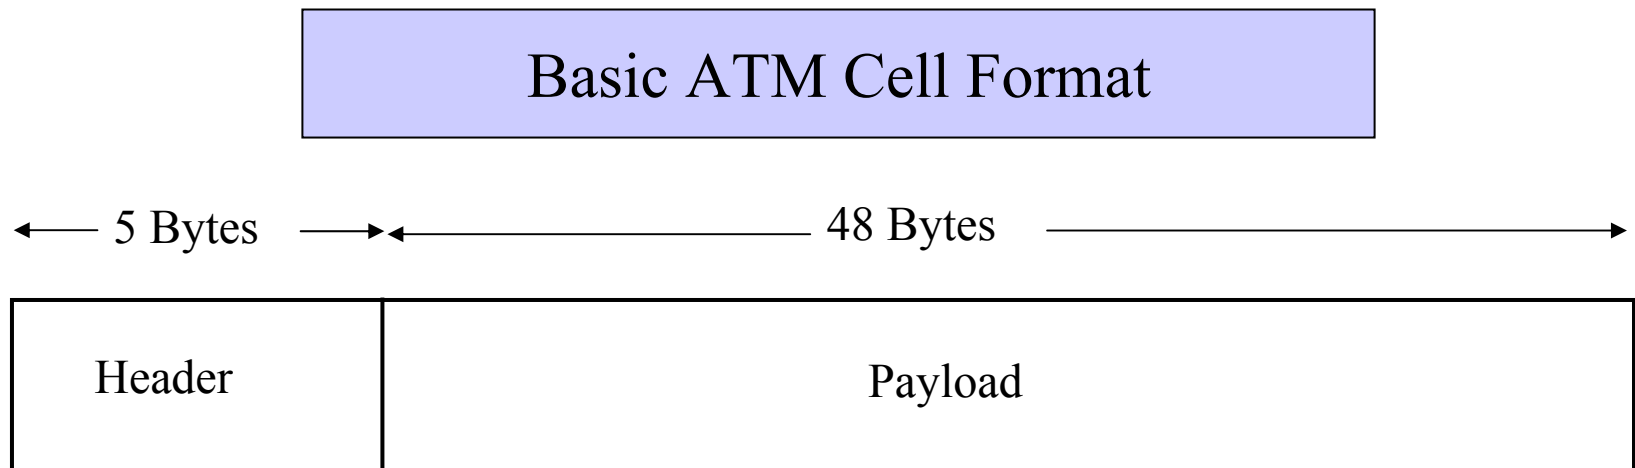 Basic ATM Cell Format
5 Bytes
48 Bytes
Header
Payload